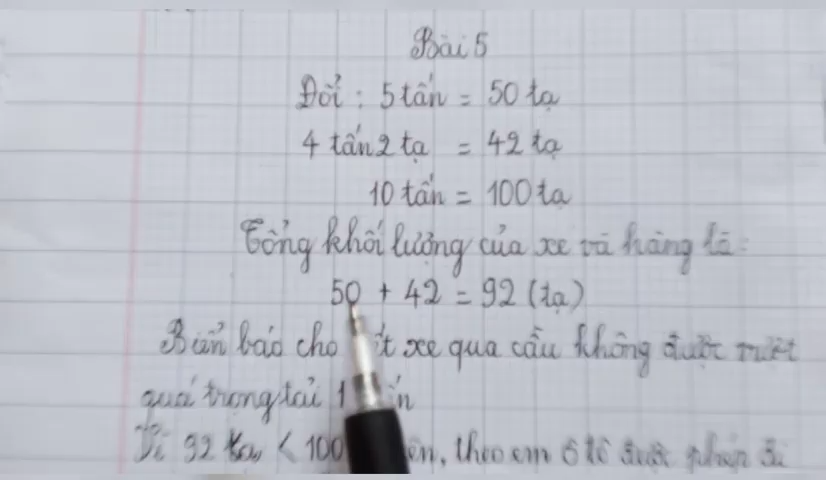 Bài 5
Đổi : 5 tấn = 50 tạ
4 tấn 2 tạ = 42 tạ
10 tấn = 100 tạ
Tổng khối lượng của xe và hàng là:
50 + 42 = 92 (tạ)
báo cho xe qua cầu không được vượt
quá trọng tải
Vì 92 tạ < 100 theo em ô tô được phép đi